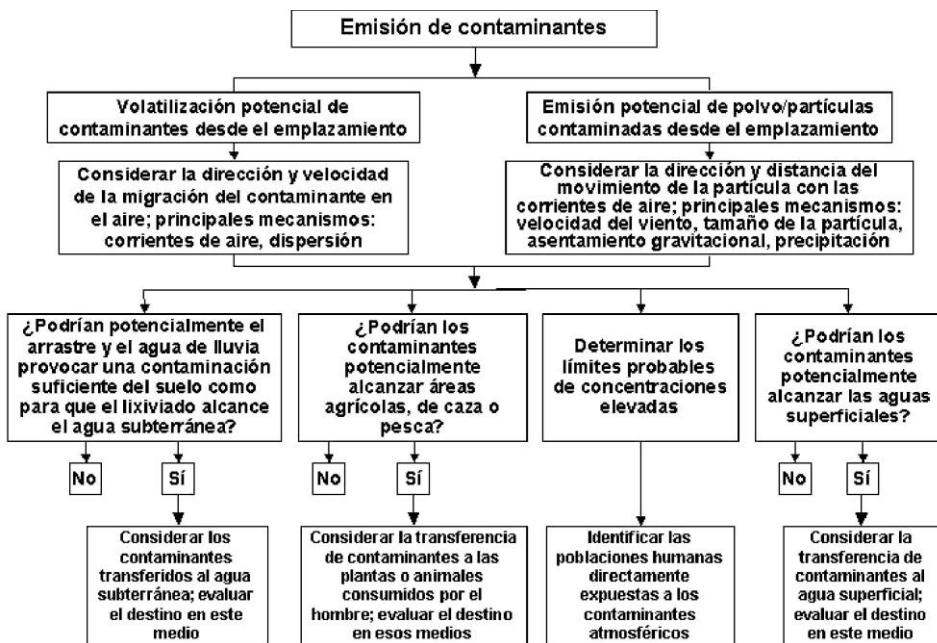 Emisión de contaminantes
Volatilización potencial de
contaminantes desde el emplazamiento
Emisión potencial de polvo/partículas
contaminadas desde el emplazamiento
Considerar la dirección y velocidad
de la migración del contaminante en
el aire; principales mecanismos:
corrientes de aire, dispersión
Considerar la dirección y distancia del
movimiento de la partícula con las
corrientes de aire; principales mecanismos:
velocidad del viento, tamaño de la partícula,
asentamiento gravitacional, precipitación
¿Podrían potencialmente el
arrastre y el agua de lluvia
provocar una contaminación
suficiente del suelo como
para que el lixiviado alcance
el agua subterránea?
¿Podrían los
contaminantes
potencialmente
alcanzar áreas
agrícolas, de caza o
pesca?
Determinar los
límites probables
de concentraciones
elevadas
¿Podrían los
contaminantes
potencialmente
alcanzar las aguas
superficiales?
No
Sí
No
Sí
No
Sí
Considerar los
contaminantes
transferidos al agua
subterránea; evaluar
el destino en este
medio
Considerar la transferencia
de contaminantes a las
plantas o animales
consumidos por el
hombre; evaluar el destino
en esos medios
Identificar las
poblaciones humanas
directamente
expuestas a los
contaminantes
atmosféricos
Considerar la
transferencia de
contaminantes al
agua superficial;
evaluar el destino
en este medio